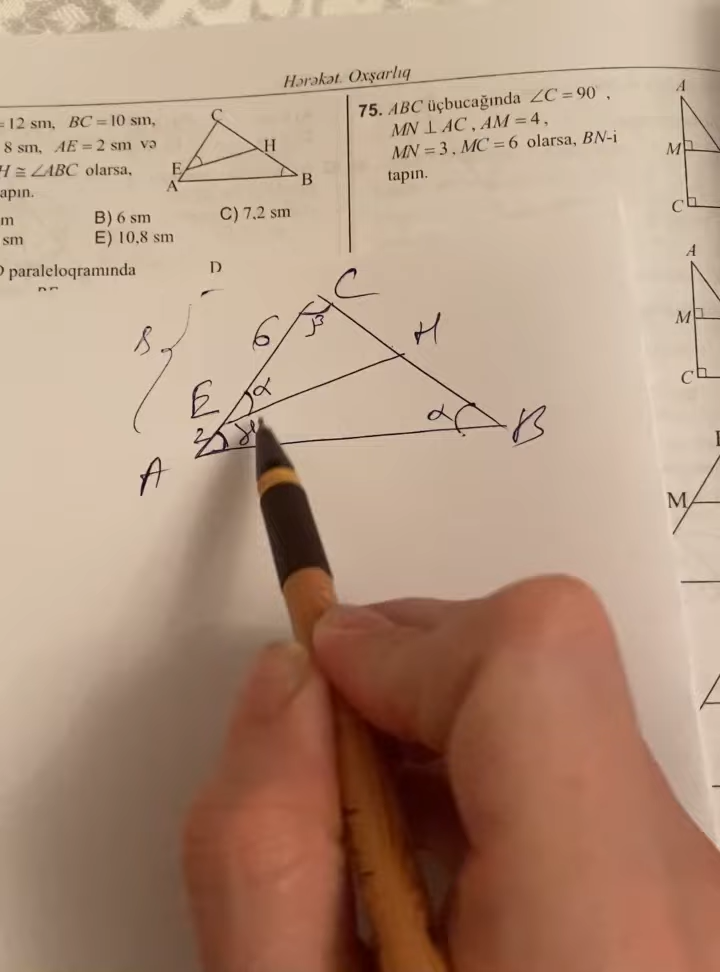 Hərəkət. Oxşarlıq
= 12 sm, BC = 10 sm,
8 sm, AE = 2 sm və
H ≅ ∠ABC olarsa,
apın.
m B) 6 sm C) 7,2 sm
sm E) 10,8 sm
paraleloqramında D
C
H
E
A
B
75. ABC üçbucağında ∠C = 90°,
MN ⊥ AC, AM = 4,
MN = 3, MC = 6 olarsa, BN-i
tapın.
A
M
C
A
M
C
M
C
β
6
H
8
E
α
2
γ
α
B
A